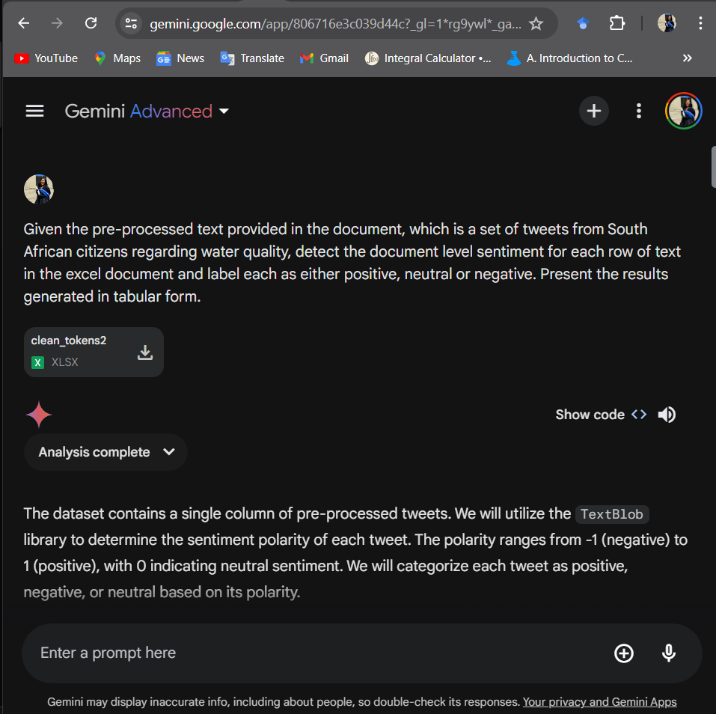 gemini.google.com/app/806716e3c039d44c?_gl=1*rg9ywl*_ga...
YouTube Maps News Translate Gmail Integral Calculator •... A. Introduction to C... »
Gemini Advanced
Given the pre-processed text provided in the document, which is a set of tweets from South
African citizens regarding water quality, detect the document level sentiment for each row of text
in the excel document and label each as either positive, neutral or negative. Present the results
generated in tabular form.
clean_tokens2
X XLSX
Show code <>
Analysis complete
The dataset contains a single column of pre-processed tweets. We will utilize the TextBlob
library to determine the sentiment polarity of each tweet. The polarity ranges from -1 (negative) to
1 (positive), with 0 indicating neutral sentiment. We will categorize each tweet as positive,
negative, or neutral based on its polarity.
Enter a prompt here
Gemini may display inaccurate info, including about people, so double-check its responses. Your privacy and Gemini Apps